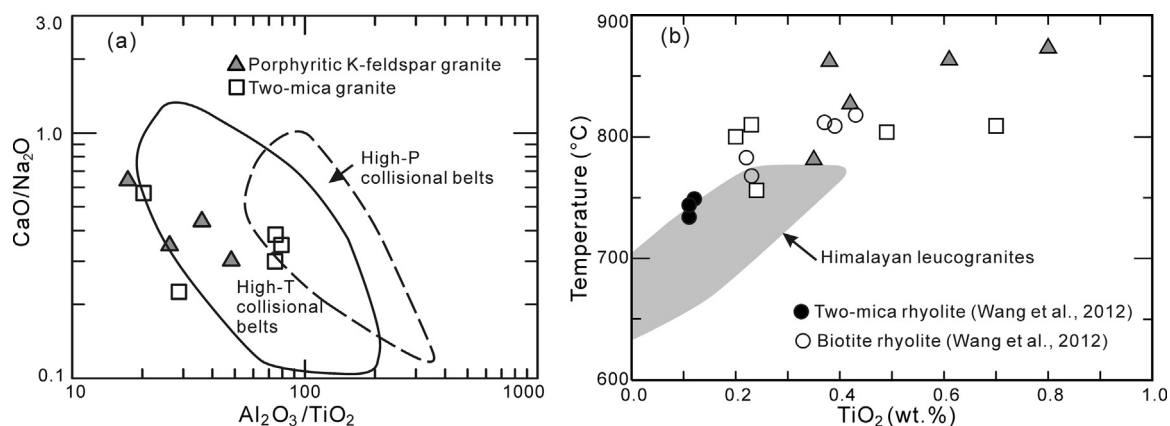 (a)
Porphyritic K-feldspar granite
Two-mica granite
High-P
collisional belts
High-T
collisional
belts
3.0
1.0
0.1
CaO/Na₂O
10
100
1000
Al₂O₃/TiO₂
(b)
900
800
700
600
Temperature (°C)
Himalayan leucogranites
Two-mica rhyolite (Wang et al., 2012)
Biotite rhyolite (Wang et al., 2012)
0.0
0.2
0.4
0.6
0.8
1.0
TiO₂ (wt.%)